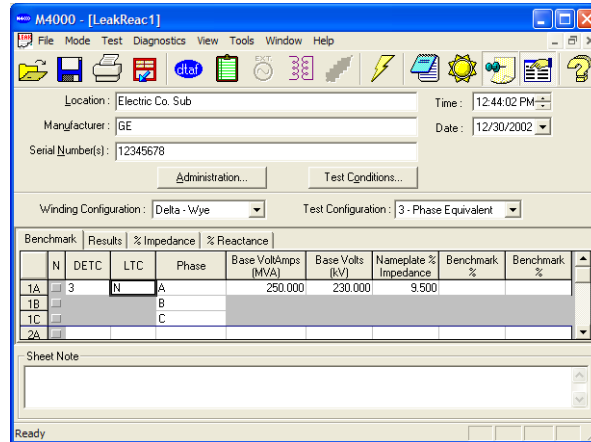 M4000 - [LeakReac1]
File Mode Test Diagnostics View Tools Window Help
dtaf EXT.
Location : Electric Co. Sub Time : 12:44:02 PM
Manufacturer : GE Date : 12/30/2002
Serial Number(s) : 12345678
Administration... Test Conditions...
Winding Configuration : Delta - Wye Test Configuration : 3 - Phase Equivalent
Benchmark Results % Impedance % Reactance
N DETC LTC Phase Base VoltAmps (MVA) Base Volts (kV) Nameplate % Impedance Benchmark % Benchmark %
1A 3 N A 250.000 230.000 9.500
1B B
1C C
2A
Sheet Note
Ready